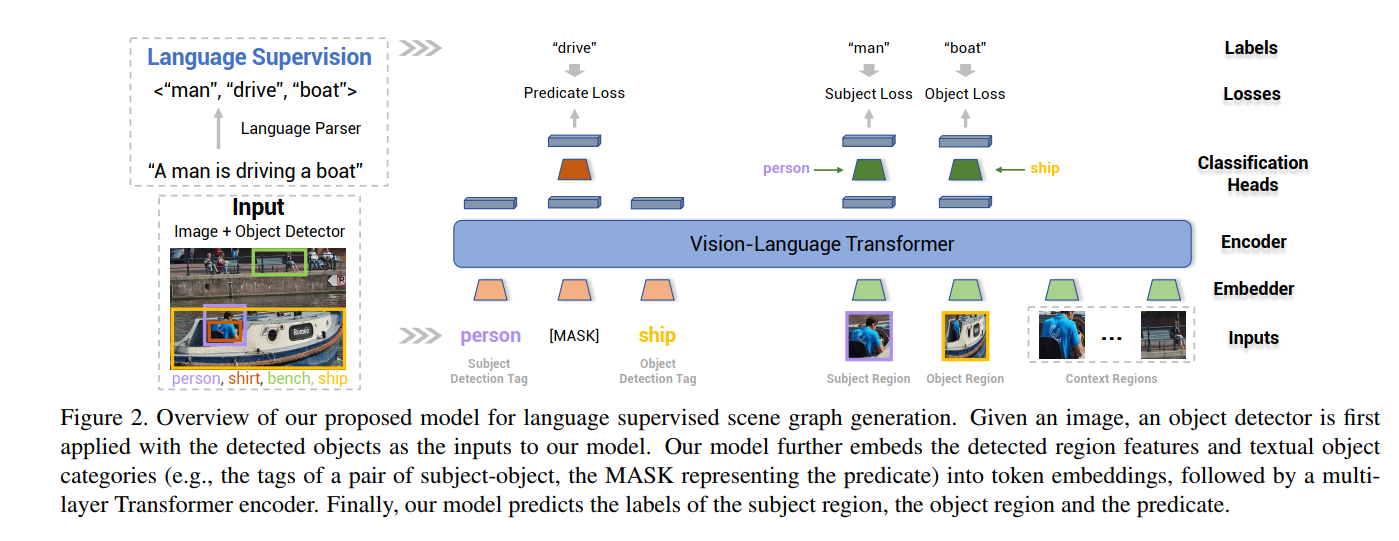 Language Supervision
<“man”, “drive”, “boat”>
Language Parser
“A man is driving a boat”
Input
Image + Object Detector
Romeo
person, shirt, bench, ship
“drive”
“man”
“boat”
Labels
Predicate Loss
Subject Loss
Object Loss
Losses
person
ship
Classification
Heads
Vision-Language Transformer
Encoder
Embedder
person
[MASK]
ship
...
Inputs
Subject
Detection Tag
Object
Detection Tag
Subject Region
Object Region
Context Regions
Figure 2. Overview of our proposed model for language supervised scene graph generation. Given an image, an object detector is first
applied with the detected objects as the inputs to our model. Our model further embeds the detected region features and textual object
categories (e.g., the tags of a pair of subject-object, the MASK representing the predicate) into token embeddings, followed by a multi-
layer Transformer encoder. Finally, our model predicts the labels of the subject region, the object region and the predicate.